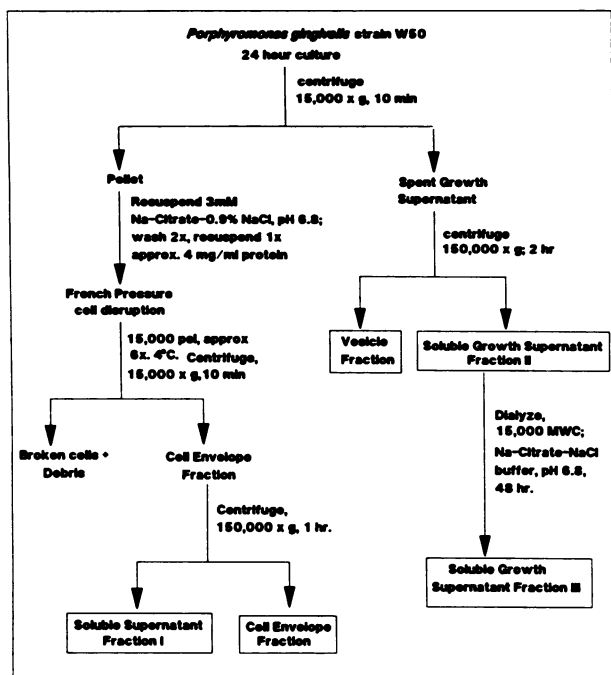 Porphyromonas gingivalis strain W50
24 hour culture
centrifuge
15,000 x g, 10 min
Pellet
Resuspend 3mM
Na-Citrate-0.9% NaCl, pH 6.8;
wash 2x, resuspend 1x
approx. 4 mg/ml protein
French Pressure
cell disruption
15,000 psi, approx
6x. 4°C. Centrifuge,
15,000 x g, 10 min
Broken cells +
Debris
Cell Envelope
Fraction
Centrifuge,
150,000 x g, 1 hr.
Soluble Supernatant
Fraction I
Cell Envelope
Fraction
Spent Growth
Supernatant
centrifuge
150,000 x g; 2 hr
Vesicle
Fraction
Soluble Growth Supernatant
Fraction II
Dialyze,
15,000 MWC;
Na-Citrate-NaCl
buffer, pH 6.8,
48 hr.
Soluble Growth
Supernatant Fraction III